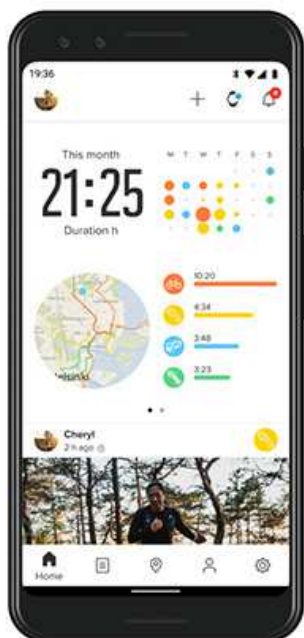 19:36
4
This month
21:25
Duration h
M T W T F S S
10:20
4:34
3:48
3:23
Helsinki
Cheryl
2 h ago
Home